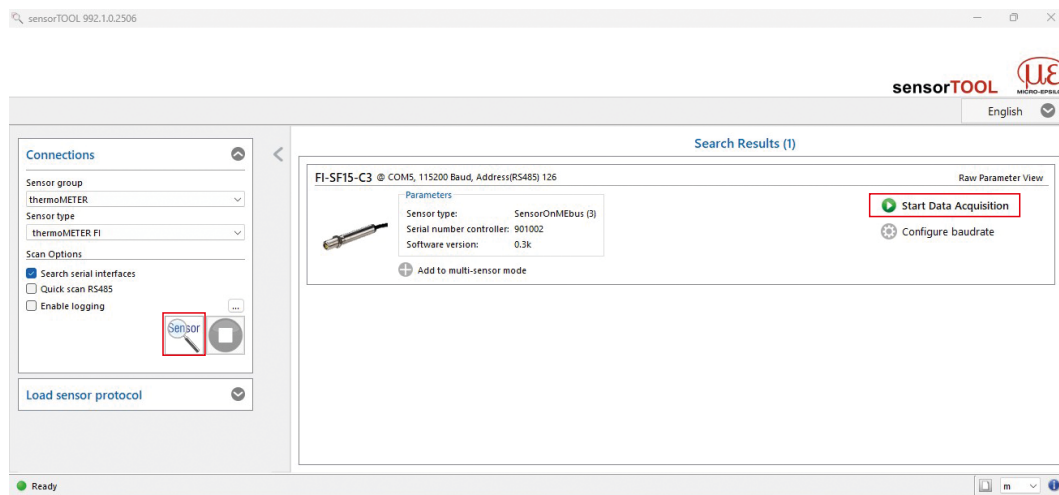 sensorTOOL 992.1.0.2506
sensorTOOL
με
English
Connections
Sensor group
thermoMETER
Sensor type
thermoMETER FI
Scan Options
Search serial interfaces
Quick scan RS485
Enable logging
...
Sensor
Load sensor protocol
Search Results (1)
FI-SF15-C3 @ COM5, 115200 Baud, Address(RS485) 126
Raw Parameter View
Parameters
Sensor type: SensorOnMEbus (3)
Serial number controller: 901002
Software version: 0.3k
Add to multi-sensor mode
Start Data Acquisition
Configure baudrate
Ready
m